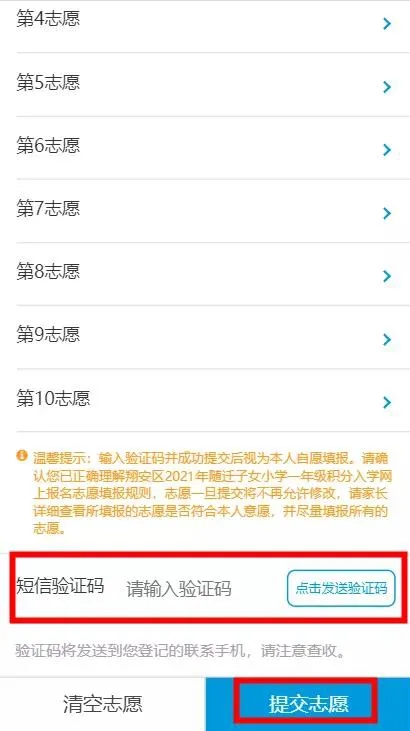 第4志愿
第5志愿
第6志愿
第7志愿
第8志愿
第9志愿
第10志愿
温馨提示：输入验证码并成功提交后视为本人自愿填报。请确
认您已正确理解翔安区2021年随迁子女小学一年级积分入学网
上报名志愿填报规则，志愿一旦提交将不再允许修改，请家长
详细查看所填报的志愿是否符合本人意愿，并尽量填报所有的
志愿。
短信验证码 请输入验证码 点击发送验证码
验证码将发送到您登记的联系手机，请注意查收。
清空志愿 提交志愿